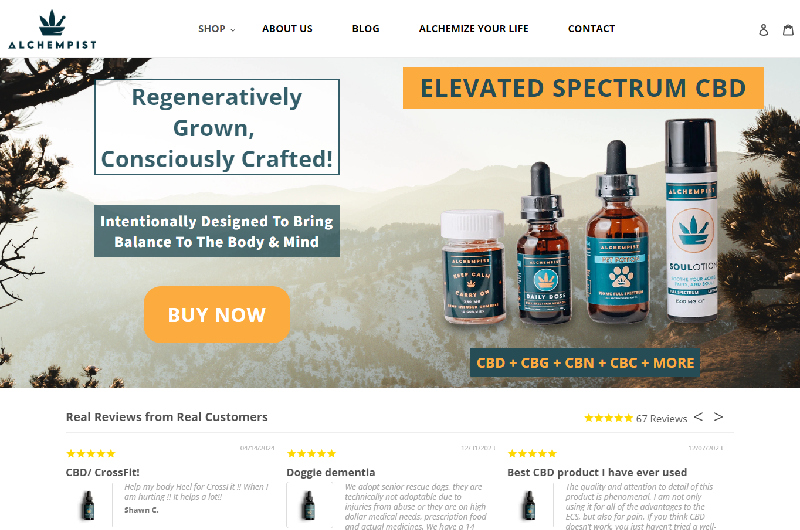 SHOP
ABOUT US
BLOG
ALCHEMIZE YOUR LIFE
CONTACT
ALCHEMPIST
Regeneratively
Grown,
Consciously Crafted!
ELEVATED SPECTRUM CBD
Intentionally Designed To Bring
Balance To The Body & Mind
BUY NOW
ALCHEMPIST
KEEP CALM
CARRY ON
ALCHEMPIST
DAILY DOSE
ALCHEMPIST
ALCHEMPIST
SOULOTION
CBD + CBG + CBN + CBC + MORE
Real Reviews from Real Customers
67 Reviews
CBD/ CrossFit!
Help my body Heel for CrossFit !! When I
am hurting !! It helps a lot!!
Shawn C.
Doggie dementia
We adopt senior rescue dogs. they are
technically not adoptable due to
injuries from abuse or they are on high
dollar medical needs; prescription food
and actual medicines. We have a 14
Best CBD product I have ever used
The quality and attention to detail of this
product is phenomenal. I am not only
using it for all of the advantages to the
ECS, but also for pain. If you think CBD
doesn't work, you haven't tried a well-